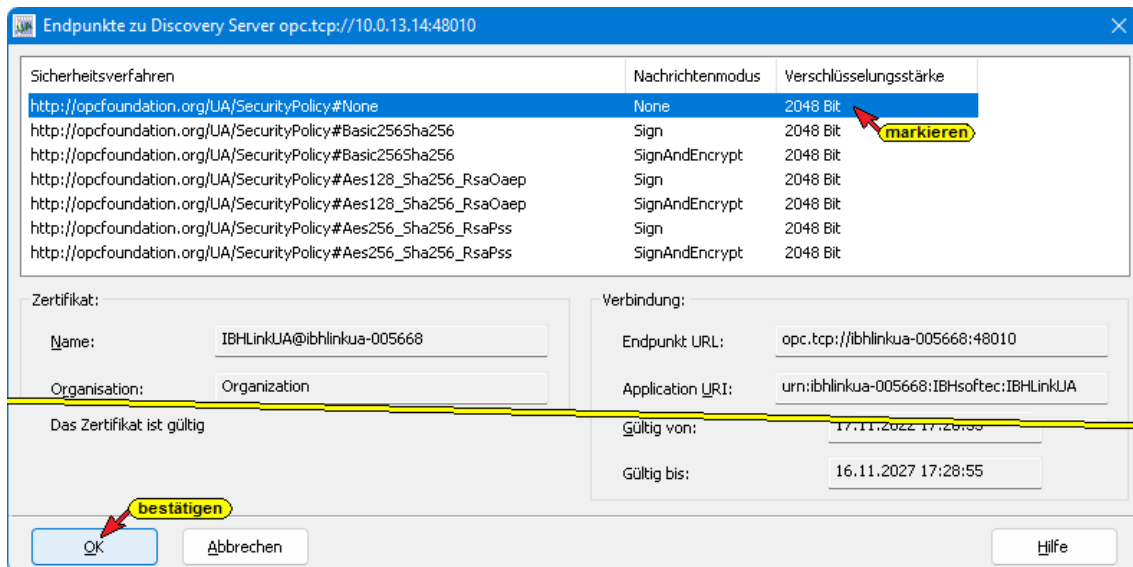 Endpunkte zu Discovery Server opc.tcp://10.0.13.14:48010
Sicherheitsverfahren Nachrichtenmodus Verschlüsselungsstärke
http://opcfoundation.org/UA/SecurityPolicy#None None 2048 Bit
markieren
http://opcfoundation.org/UA/SecurityPolicy#Basic256Sha256 Sign 2048 Bit
http://opcfoundation.org/UA/SecurityPolicy#Basic256Sha256 SignAndEncrypt 2048 Bit
http://opcfoundation.org/UA/SecurityPolicy#Aes128_Sha256_RsaOaep Sign 2048 Bit
http://opcfoundation.org/UA/SecurityPolicy#Aes128_Sha256_RsaOaep SignAndEncrypt 2048 Bit
http://opcfoundation.org/UA/SecurityPolicy#Aes256_Sha256_RsaPss Sign 2048 Bit
http://opcfoundation.org/UA/SecurityPolicy#Aes256_Sha256_RsaPss SignAndEncrypt 2048 Bit
Zertifikat: Verbindung:
Name: IBHLinkUA@ibhlinkua-005668 Endpunkt URL: opc.tcp://ibhlinkua-005668:48010
Organisation: Organization Application URI: urn:ibhlinkua-005668:IBHsoftec:IBHLinkUA
Das Zertifikat ist gültig Gültig von: 17.11.2022 17:28:55
Gültig bis: 16.11.2027 17:28:55
bestätigen
OK Abbrechen Hilfe